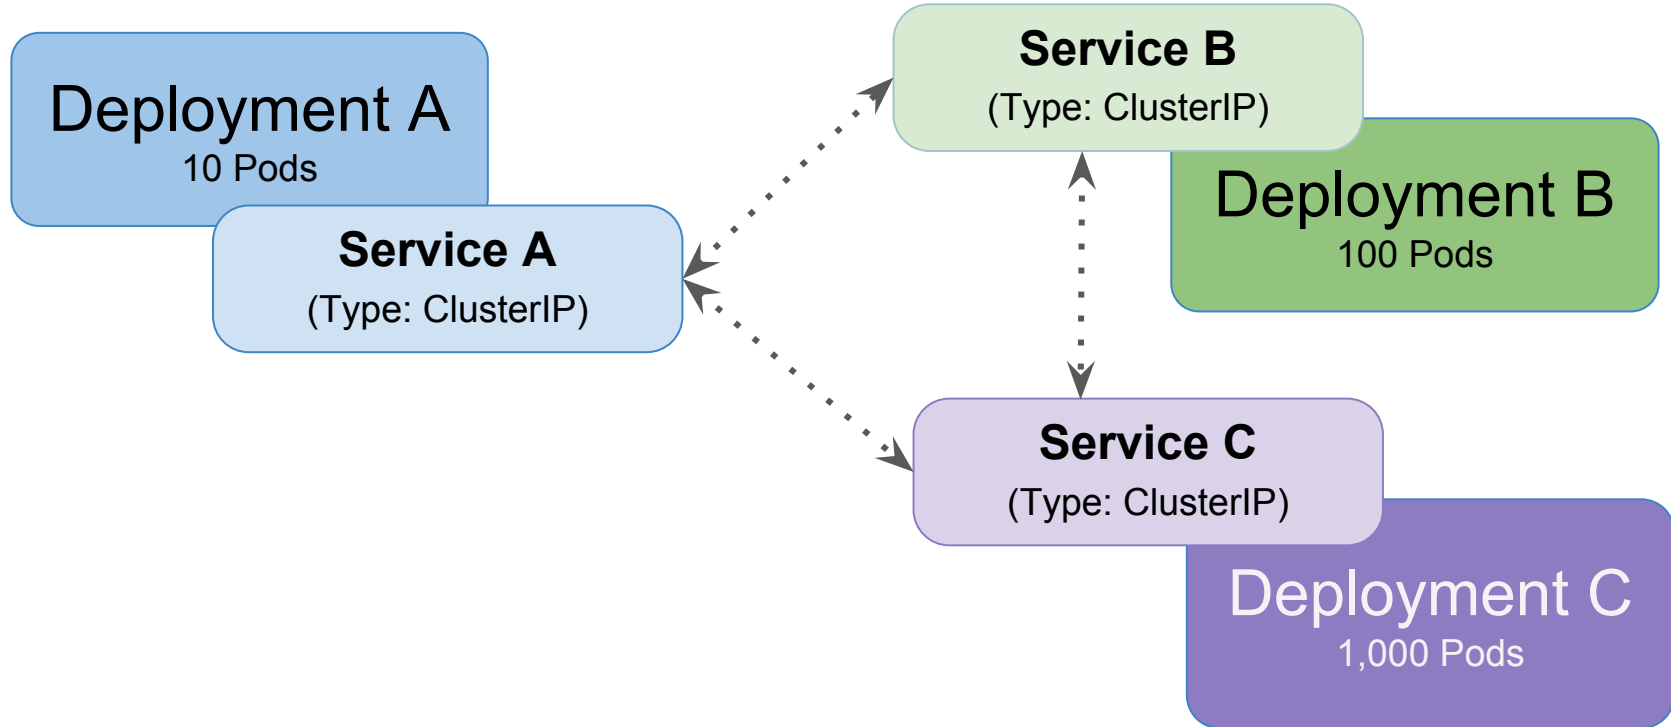 Deployment A
10 Pods
Service A
(Type: ClusterIP)
Service B
(Type: ClusterIP)
Deployment B
100 Pods
Service C
(Type: ClusterIP)
Deployment C
1,000 Pods